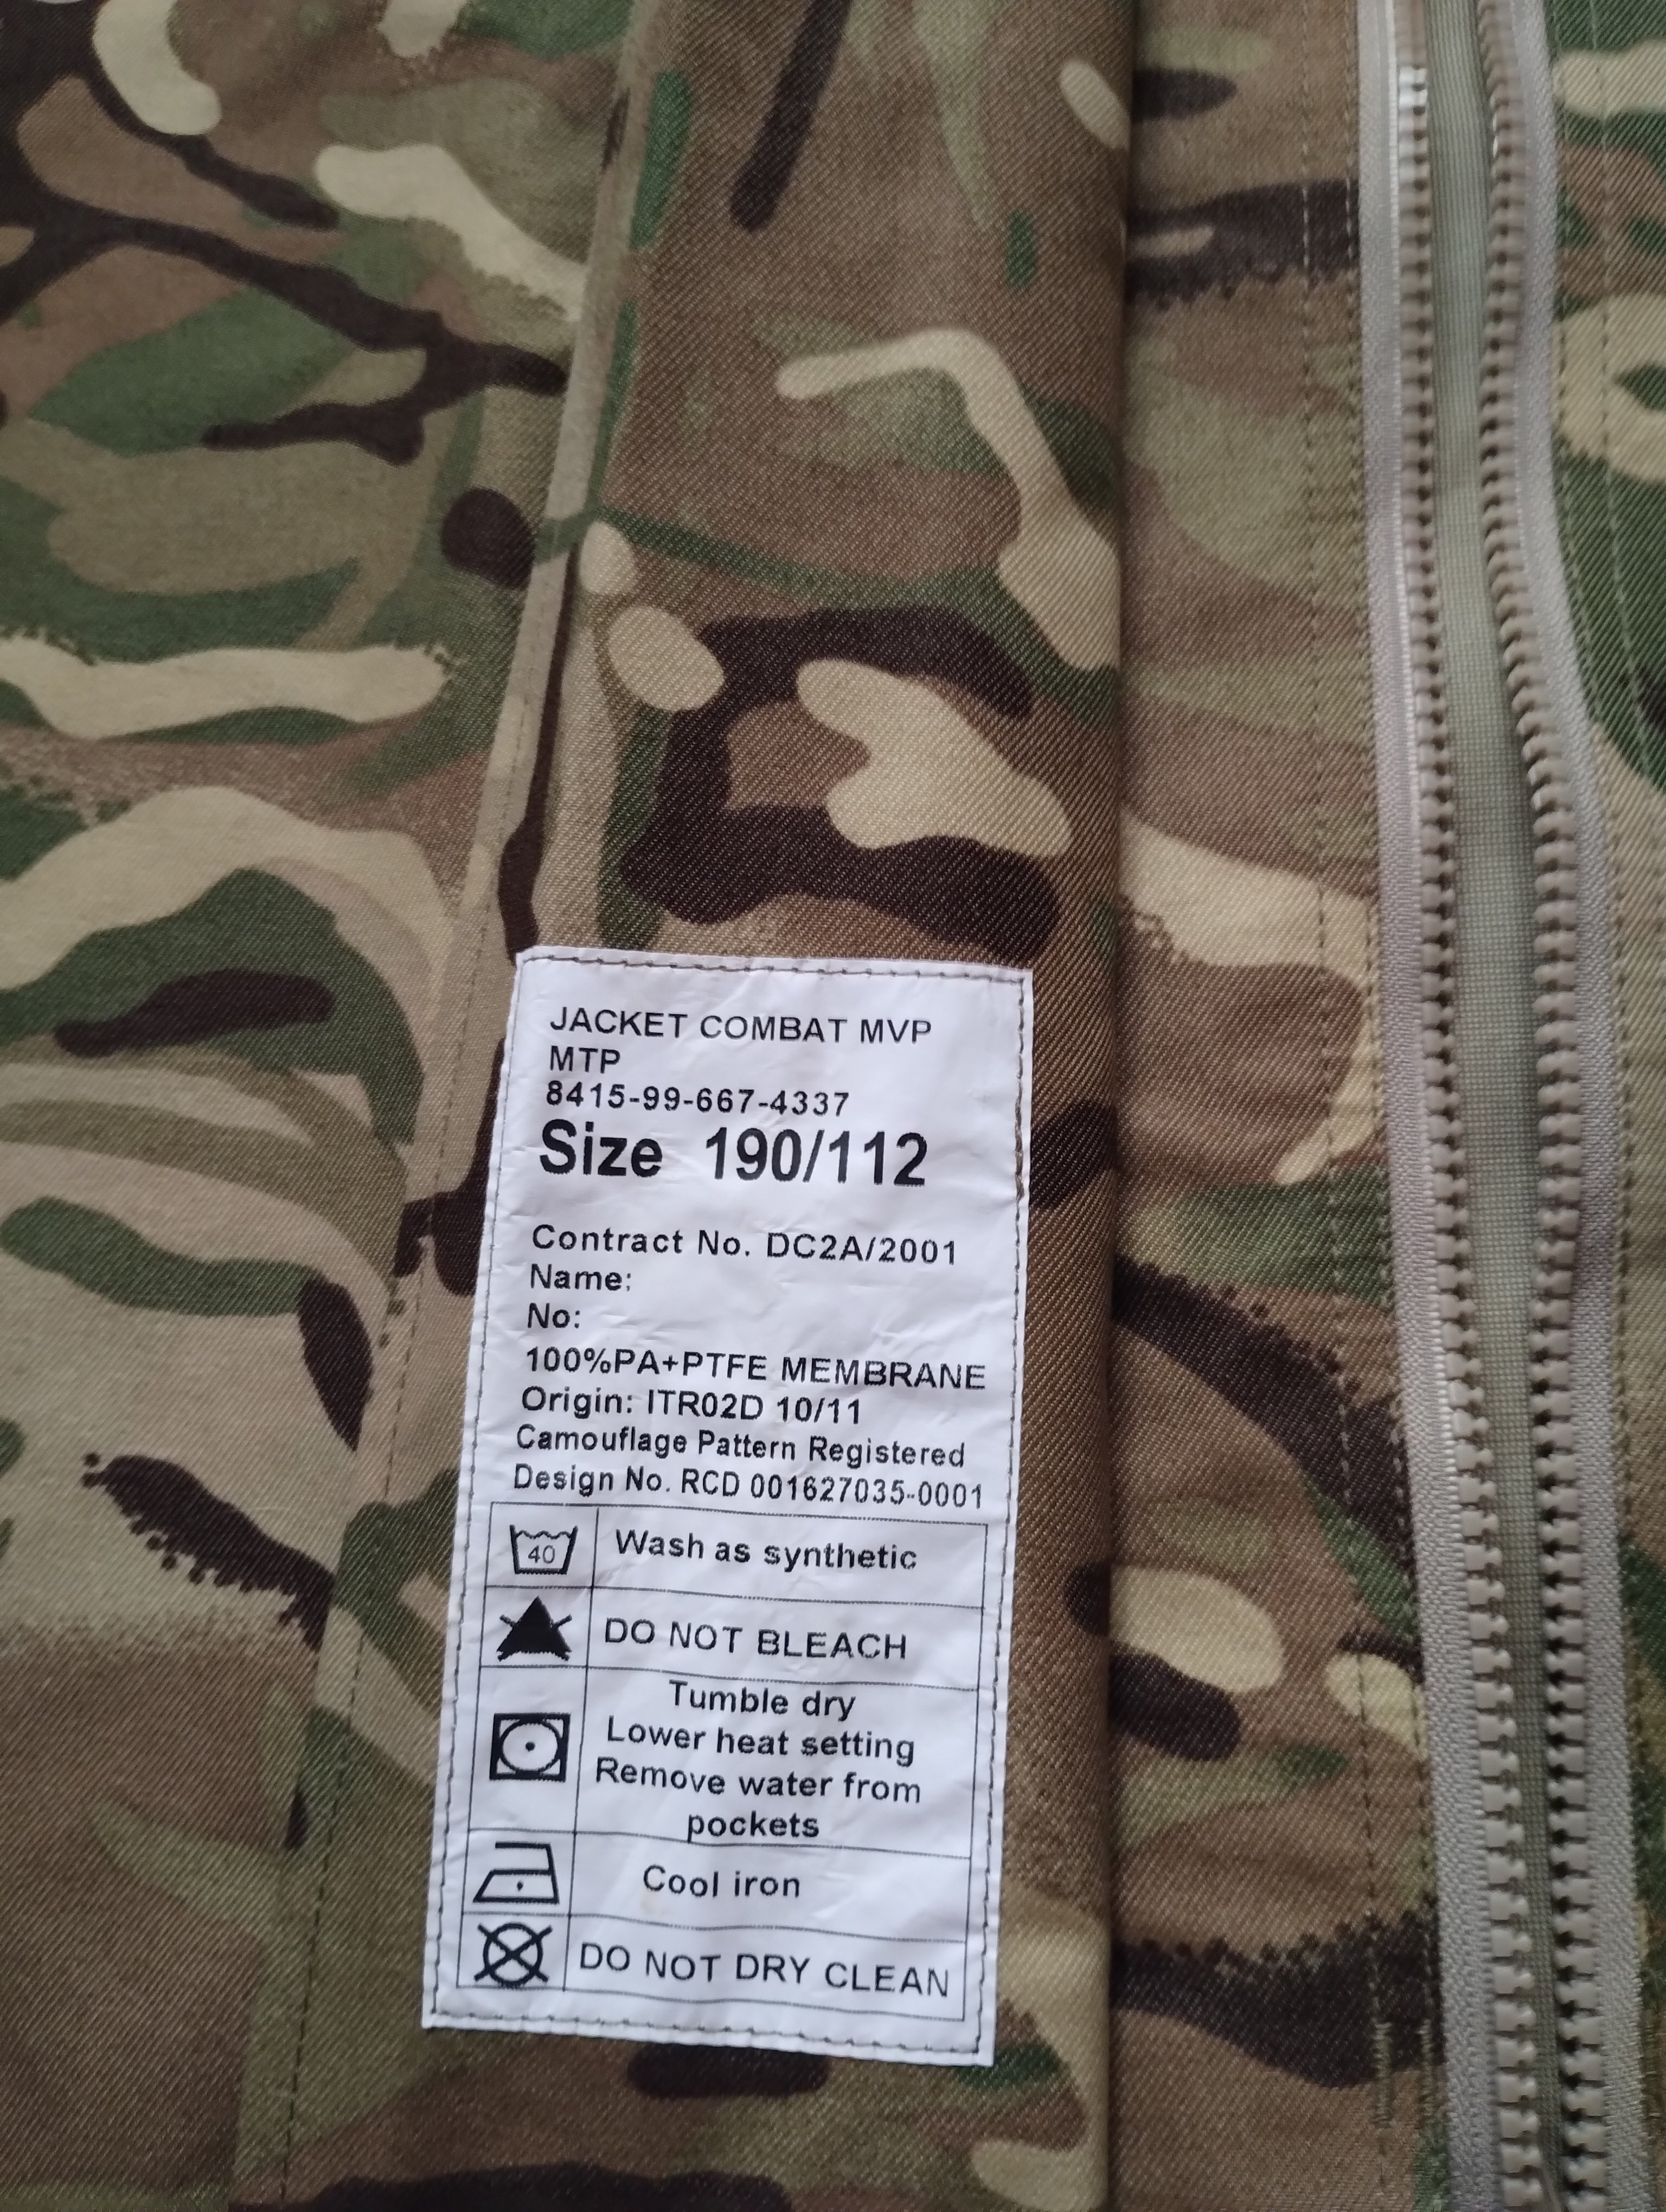 JACKET COMBAT MVP
MTP
8415-99-667-4337
Size 190/112
Contract No. DC2A/2001
Name:
No:
100%PA+PTFE MEMBRANE
Origin: ITR02D 10/11
Camouflage Pattern Registered
Design No. RCD 001627035-0001
40 Wash as synthetic
DO NOT BLEACH
Tumble dry
Lower heat setting
Remove water from
pockets
Cool iron
DO NOT DRY CLEAN